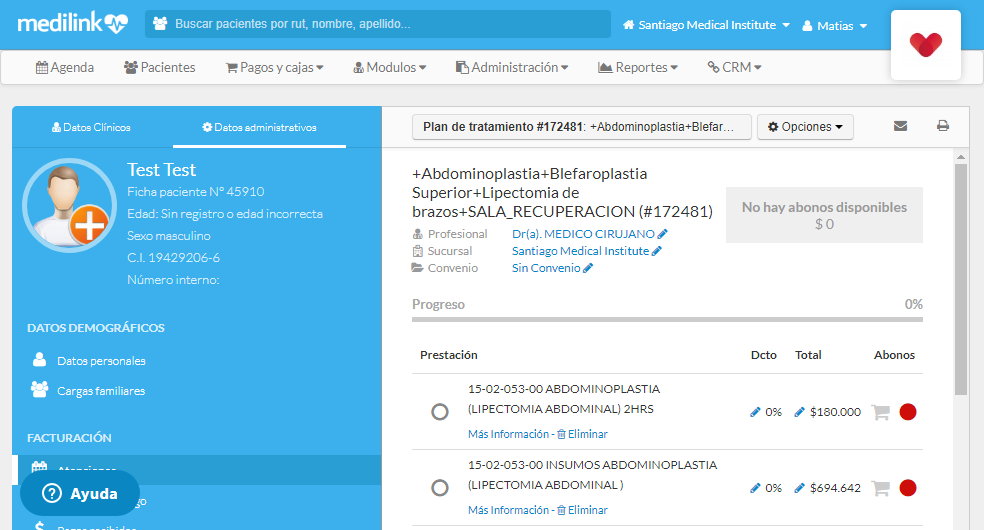 medilink
Buscar pacientes por rut, nombre, apellido...
Santiago Medical Institute
Matias
Agenda
Pacientes
Pagos y cajas
Modulos
Administración
Reportes
CRM
Datos Clínicos
Datos administrativos
Test Test
Ficha paciente N° 45910
Edad: Sin registro o edad incorrecta
Sexo masculino
C.I. 19429206-6
Número interno:
DATOS DEMOGRÁFICOS
Datos personales
Cargas familiares
FACTURACIÓN
Atenciones
Ayuda
Plan de tratamiento #172481: +Abdominoplastia+Blefar...
Opciones
+Abdominoplastia+Blefaroplastia
Superior+Lipectomia de
brazos+SALA_RECUPERACION (#172481)
Profesional Dr(a). MEDICO CIRUJANO
Sucursal Santiago Medical Institute
Convenio Sin Convenio
No hay abonos disponibles
$ 0
Progreso 0%
Prestación Dcto Total Abonos
15-02-053-00 ABDOMINOPLASTIA
(LIPECTOMIA ABDOMINAL) 2HRS
0% $180.000
Más Información - Eliminar
15-02-053-00 INSUMOS ABDOMINOPLASTIA
(LIPECTOMIA ABDOMINAL )
0% $694.642
Más Información - Eliminar